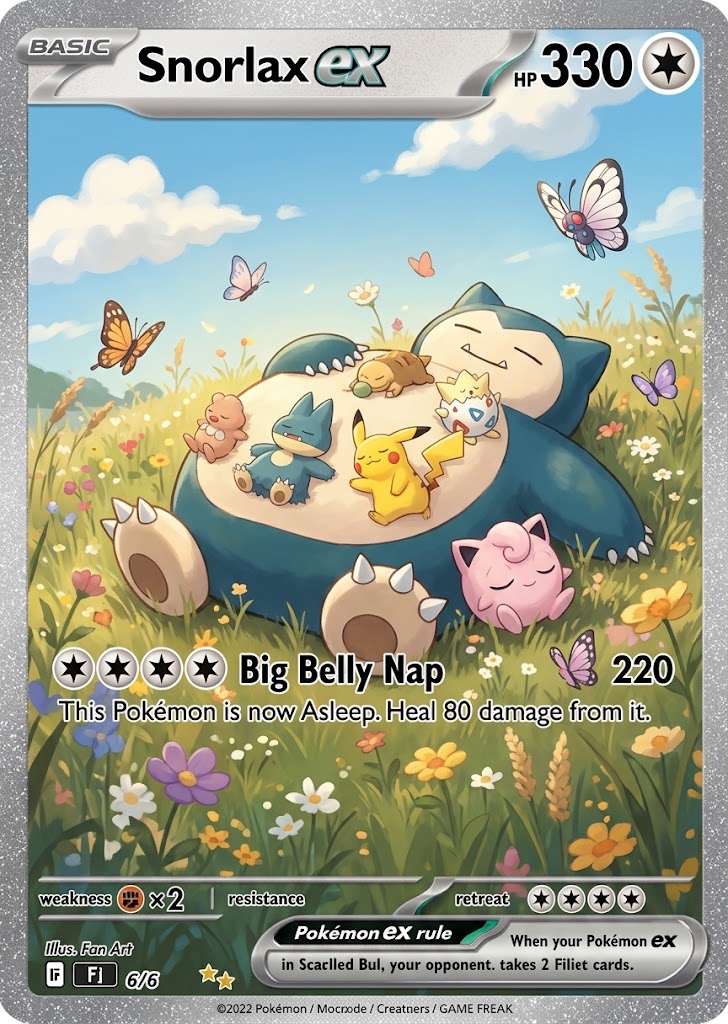 BASIC
Snorlax ex
HP 330
Big Belly Nap 220
This Pokémon is now Asleep. Heal 80 damage from it.
weakness ×2 resistance retreat
Pokémon ex rule
When your Pokémon ex
in Scaclled Bul, your opponent. takes 2 Filiet cards.
Illus. Fan Art
F FJ 6/6
©2022 Pokémon / Mocrxode / Creatners / GAME FREAK